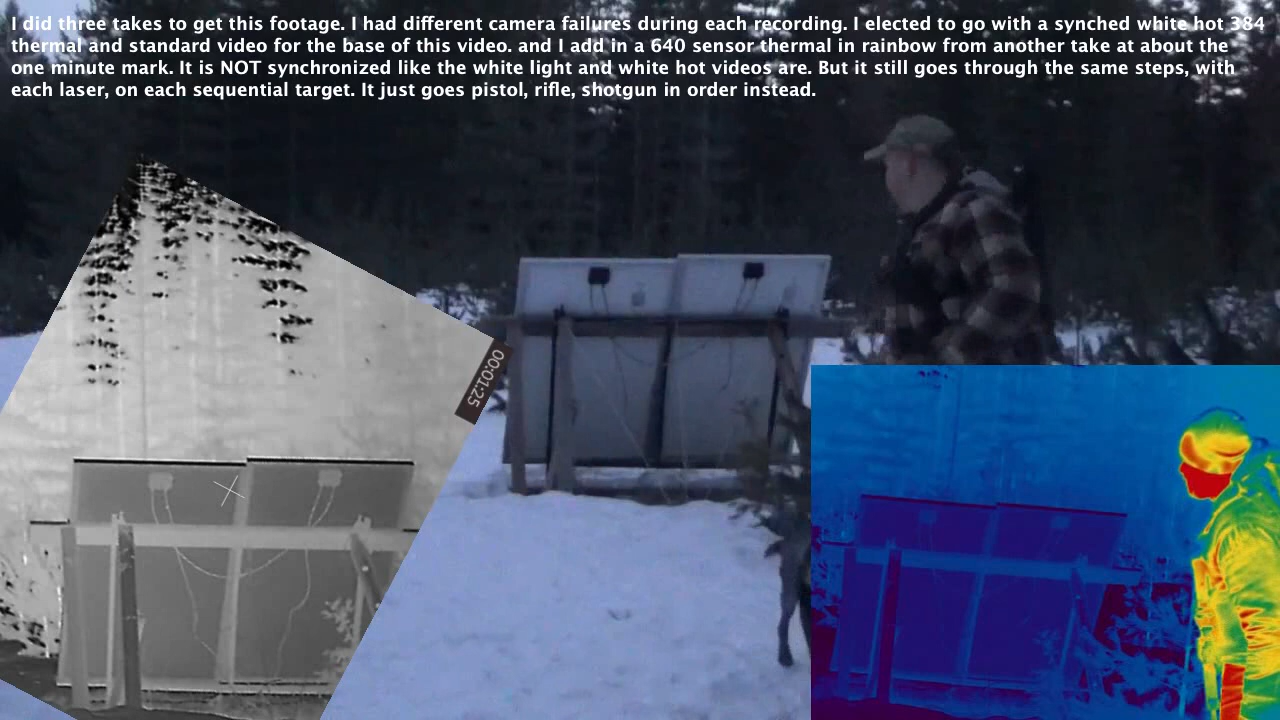 I did three takes to get this footage. I had different camera failures during each recording. I elected to go with a synched white hot 384
thermal and standard video for the base of this video. and I add in a 640 sensor thermal in rainbow from another take at about the
one minute mark. It is NOT synchronized like the white light and white hot videos are. But it still goes through the same steps, with
each laser, on each sequential target. It just goes pistol, rifle, shotgun in order instead.
00:01:25